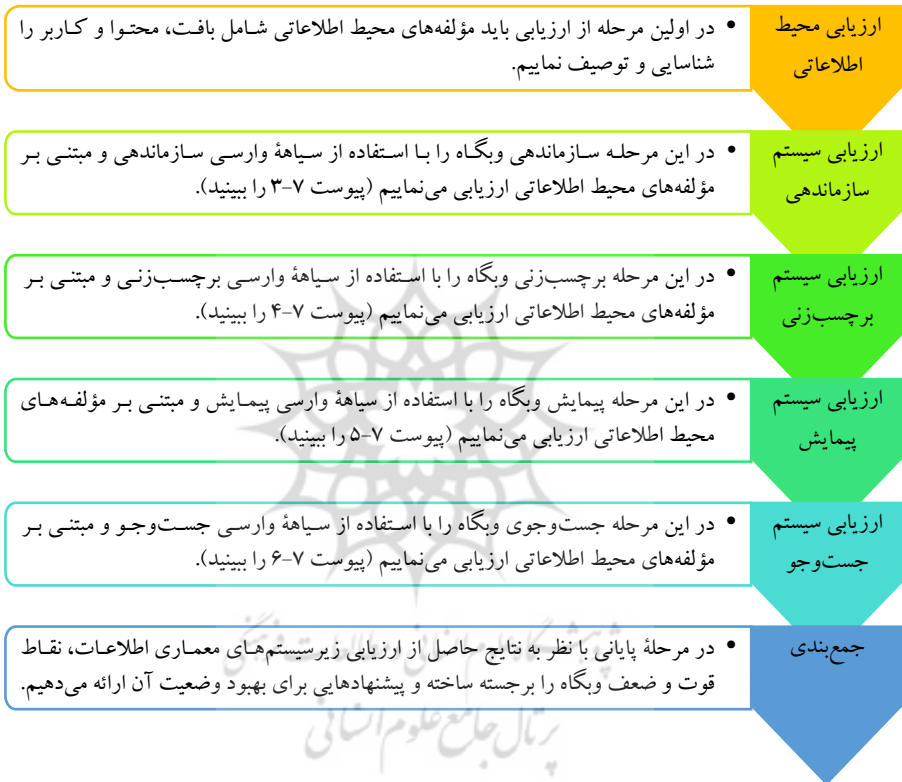 ارزیابی محیط
اطلاعاتی
• در اولین مرحله از ارزیابی باید مؤلفه‌های محیط اطلاعاتی شامل بافت، محتوا و کاربر را
شناسایی و توصیف نماییم.
ارزیابی سیستم
سازماندهی
• در این مرحله سازماندهی وبگاه را با استفاده از سیاههٔ وارسی سازماندهی و مبتنی بر
مؤلفه‌های محیط اطلاعاتی ارزیابی می‌نماییم (پیوست ۷-۳ را ببینید).
ارزیابی سیستم
برچسب‌زنی
• در این مرحله برچسب‌زنی وبگاه را با استفاده از سیاههٔ وارسی برچسب‌زنی و مبتنی بر
مؤلفه‌های محیط اطلاعاتی ارزیابی می‌نماییم (پیوست ۷-۴ را ببینید).
ارزیابی سیستم
پیمایش
• در این مرحله پیمایش وبگاه را با استفاده از سیاههٔ وارسی پیمایش و مبتنی بر مؤلفه‌های
محیط اطلاعاتی ارزیابی می‌نماییم (پیوست ۷-۵ را ببینید).
ارزیابی سیستم
جست‌وجو
• در این مرحله جست‌وجوی وبگاه را با استفاده از سیاههٔ وارسی جست‌وجو و مبتنی بر
مؤلفه‌های محیط اطلاعاتی ارزیابی می‌نماییم (پیوست ۷-۶ را ببینید).
جمع‌بندی
• در مرحلهٔ پایانی با نظر به نتایج حاصل از ارزیابی زیرسیستم‌های معماری اطلاعات، نقاط
قوت و ضعف وبگاه را برجسته ساخته و پیشنهادهایی برای بهبود وضعیت آن ارائه می‌دهیم.
پژوهشگاه علوم انسانی و مطالعات فرهنگی
پرتال جامع علوم انسانی